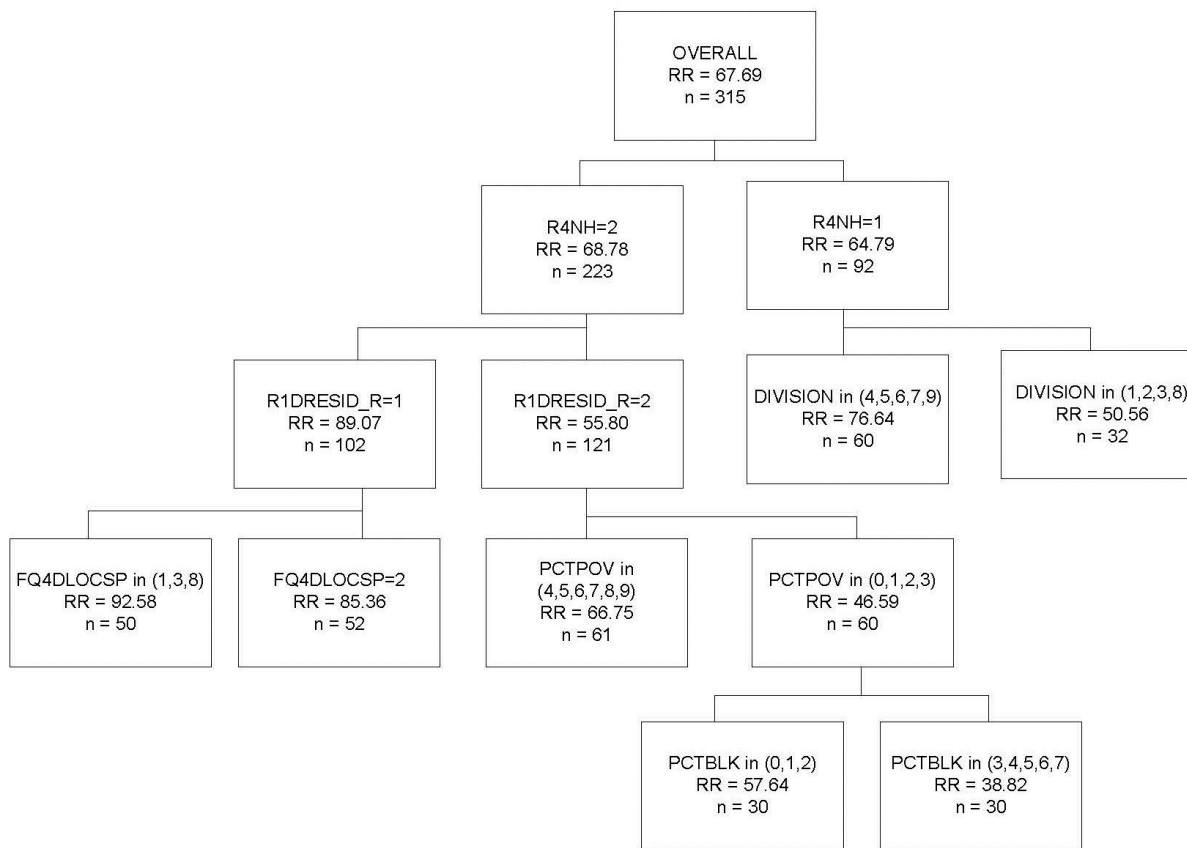 OVERALL
RR = 67.69
n = 315
R4NH=2
RR = 68.78
n = 223
R4NH=1
RR = 64.79
n = 92
R1DRESID_R=1
RR = 89.07
n = 102
R1DRESID_R=2
RR = 55.80
n = 121
DIVISION in (4,5,6,7,9)
RR = 76.64
n = 60
DIVISION in (1,2,3,8)
RR = 50.56
n = 32
FQ4DLOCSP in (1,3,8)
RR = 92.58
n = 50
FQ4DLOCSP=2
RR = 85.36
n = 52
PCTPOV in
(4,5,6,7,8,9)
RR = 66.75
n = 61
PCTPOV in (0,1,2,3)
RR = 46.59
n = 60
PCTBLK in (0,1,2)
RR = 57.64
n = 30
PCTBLK in (3,4,5,6,7)
RR = 38.82
n = 30